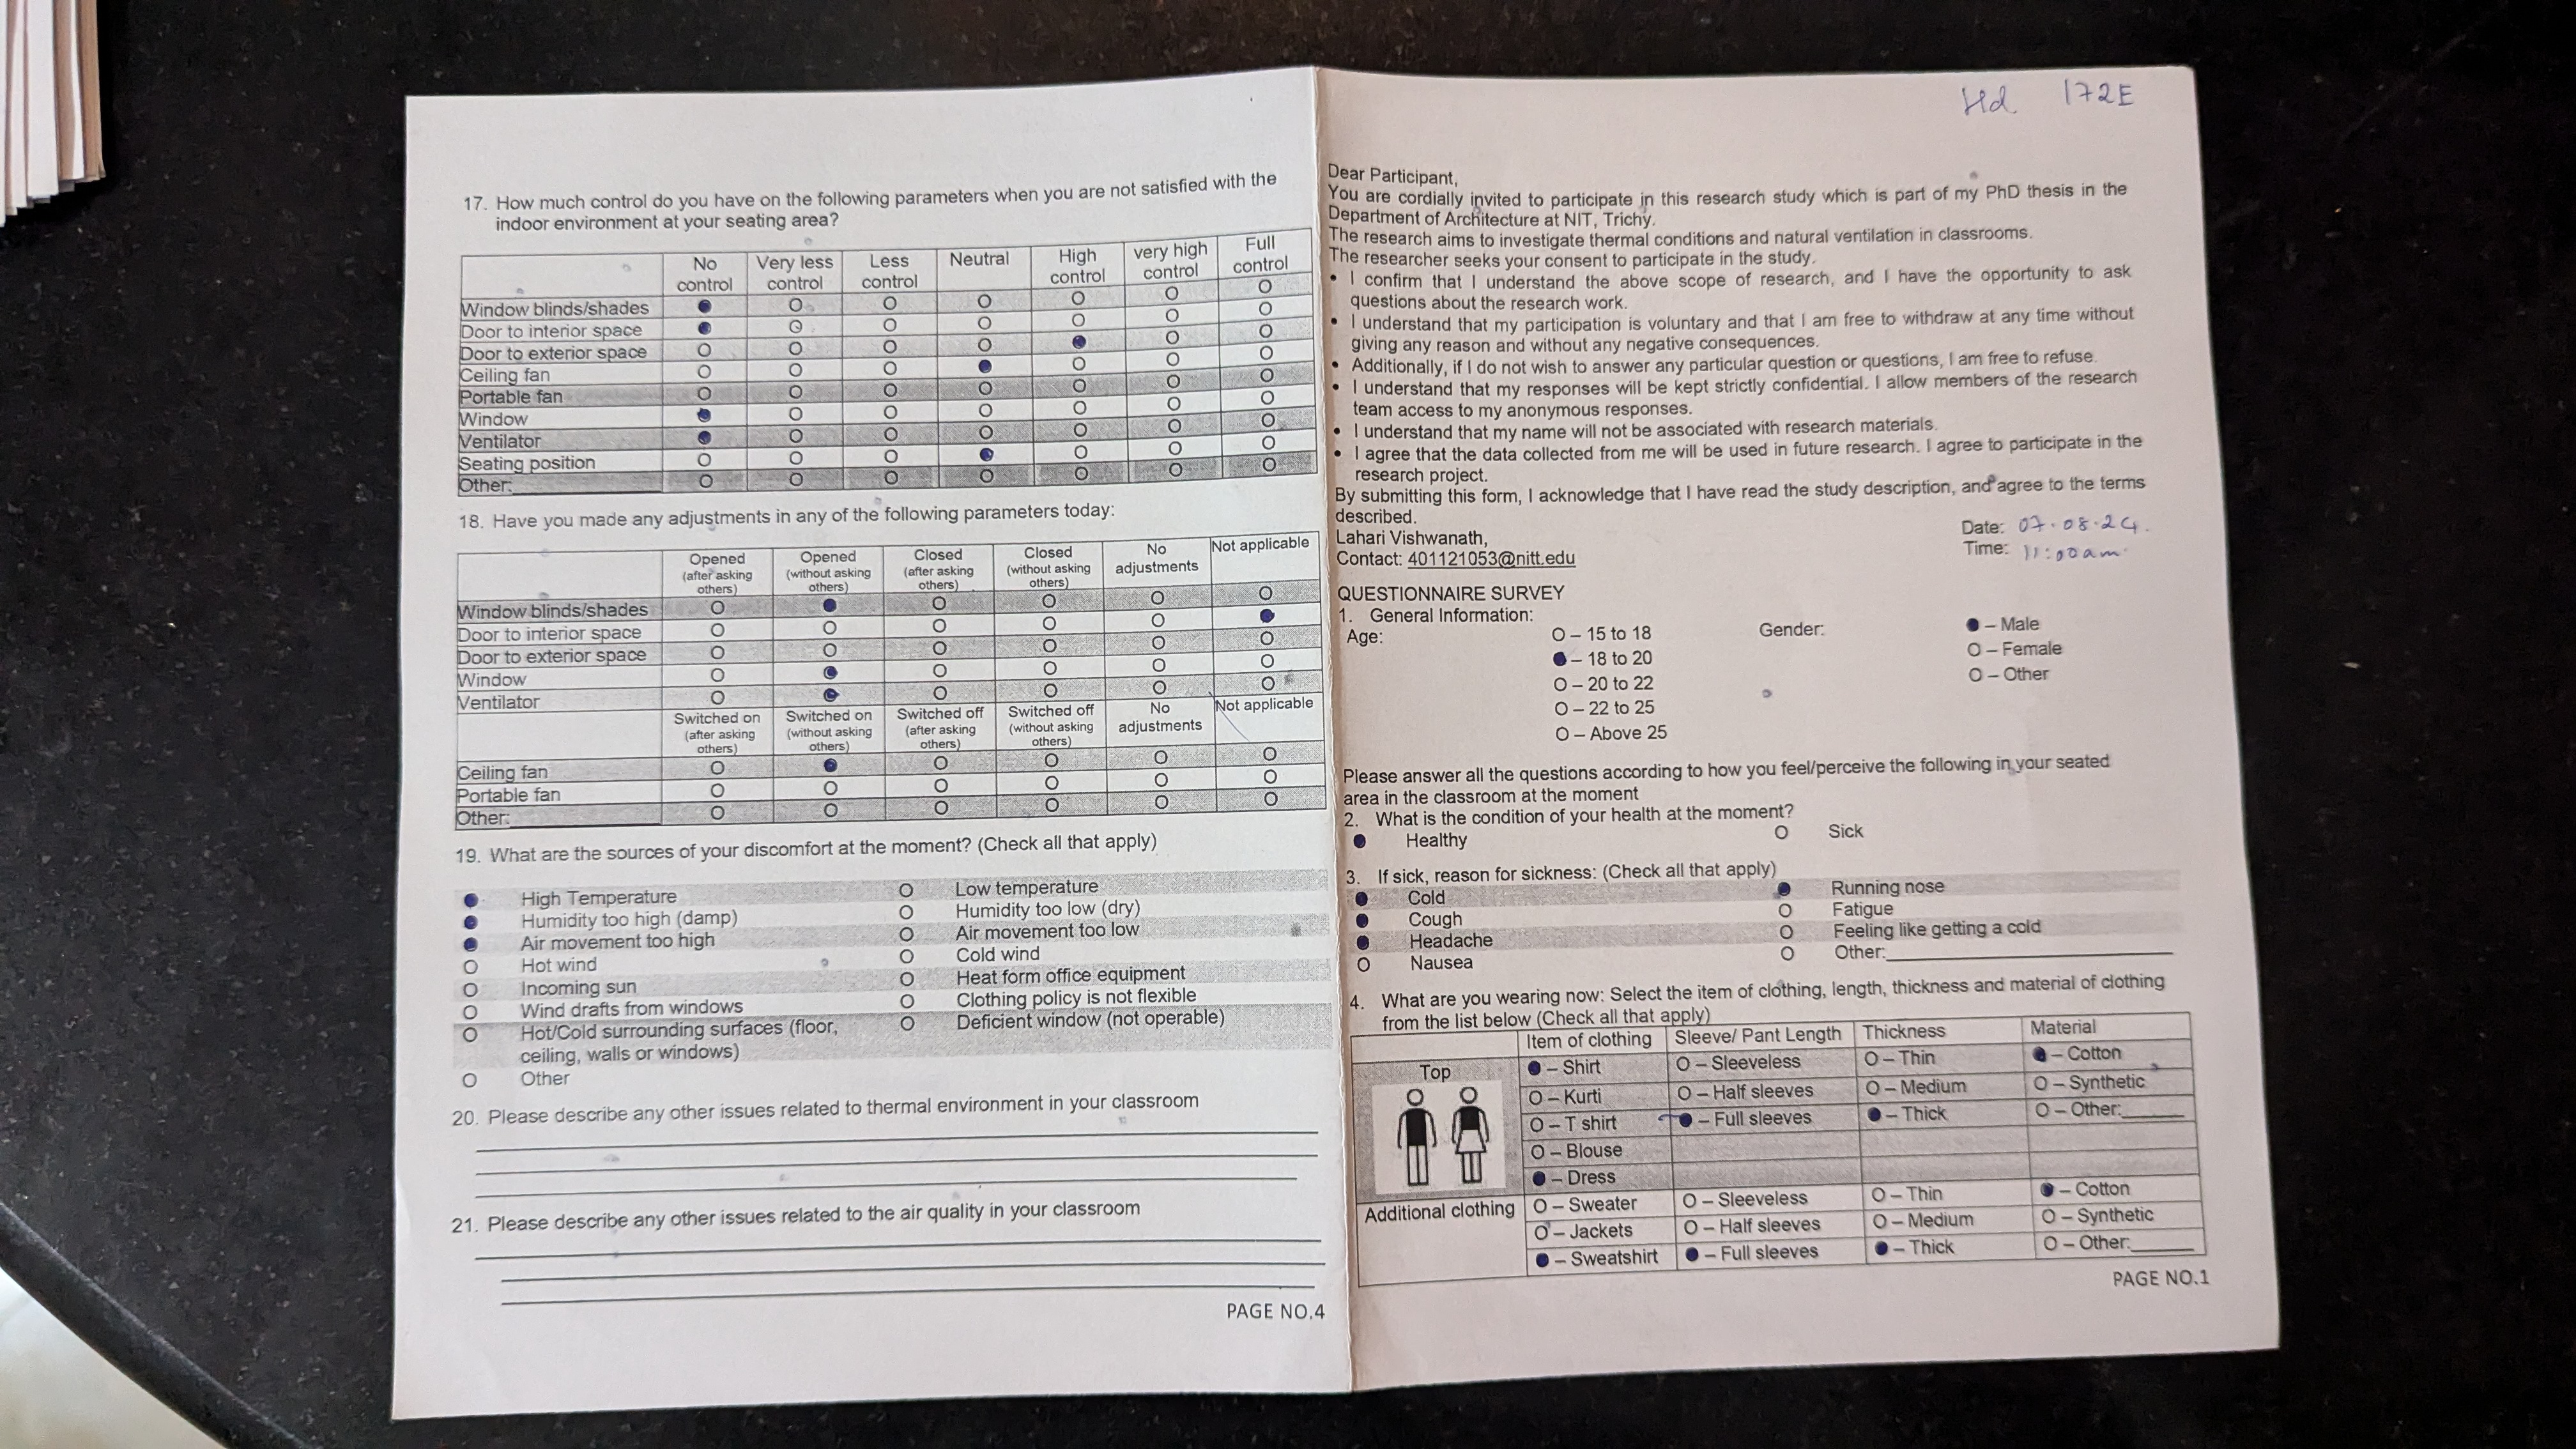 17. How much control do you have on the following parameters when you are not satisfied with the
indoor environment at your seating area?
No control Very less control Less control Neutral High control very high control Full control
Window blinds/shades ● O O O O O O
Door to interior space ● O O O O O O
Door to exterior space O O O O ● O O
Ceiling fan O O O ● O O O
Portable fan O O O O O O O
Window ● O O O O O O
Ventilator ● O O O O O O
Seating position O O O ● O O O
Other: O O O O O O O
18. Have you made any adjustments in any of the following parameters today:
Opened (after asking others) Opened (without asking others) Closed (after asking others) Closed (without asking others) No adjustments Not applicable
Window blinds/shades O ● O O O O
Door to interior space O O O O O ●
Door to exterior space O O O O O O
Window O ● O O O O
Ventilator O ● O O O O
Switched on (after asking others) Switched on (without asking others) Switched off (after asking others) Switched off (without asking others) No adjustments Not applicable
Ceiling fan O ● O O O O
Portable fan O O O O O O
Other: O O O O O O
19. What are the sources of your discomfort at the moment? (Check all that apply)
● High Temperature O Low temperature
● Humidity too high (damp) O Humidity too low (dry)
● Air movement too high O Air movement too low
O Hot wind O Cold wind
O Incoming sun O Heat form office equipment
O Wind drafts from windows O Clothing policy is not flexible
O Hot/Cold surrounding surfaces (floor, O Deficient window (not operable)
ceiling, walls or windows)
O Other
20. Please describe any other issues related to thermal environment in your classroom
21. Please describe any other issues related to the air quality in your classroom
PAGE NO.4
172E
Dear Participant,
You are cordially invited to participate in this research study which is part of my PhD thesis in the
Department of Architecture at NIT, Trichy.
The research aims to investigate thermal conditions and natural ventilation in classrooms.
The researcher seeks your consent to participate in the study.
• I confirm that I understand the above scope of research, and I have the opportunity to ask
questions about the research work.
• I understand that my participation is voluntary and that I am free to withdraw at any time without
giving any reason and without any negative consequences.
• Additionally, if I do not wish to answer any particular question or questions, I am free to refuse.
• I understand that my responses will be kept strictly confidential. I allow members of the research
team access to my anonymous responses.
• I understand that my name will not be associated with research materials.
• I agree that the data collected from me will be used in future research. I agree to participate in the
research project.
By submitting this form, I acknowledge that I have read the study description, and agree to the terms
described.
Lahari Vishwanath, Date: 07.08.24.
Contact: 401121053@nitt.edu Time: 11:00am.
QUESTIONNAIRE SURVEY
1. General Information:
Age: O – 15 to 18 Gender: ● – Male
● – 18 to 20 O – Female
O – 20 to 22 O – Other
O – 22 to 25
O – Above 25
Please answer all the questions according to how you feel/perceive the following in your seated
area in the classroom at the moment
2. What is the condition of your health at the moment?
● Healthy O Sick
3. If sick, reason for sickness: (Check all that apply)
● Cold ● Running nose
● Cough O Fatigue
● Headache O Feeling like getting a cold
O Nausea O Other:
4. What are you wearing now: Select the item of clothing, length, thickness and material of clothing
from the list below (Check all that apply)
Item of clothing Sleeve/ Pant Length Thickness Material
Top ● – Shirt O – Sleeveless O – Thin ● – Cotton
O – Kurti O – Half sleeves O – Medium O – Synthetic
O – T shirt ● – Full sleeves ● – Thick O – Other:
O – Blouse
● – Dress
Additional clothing O – Sweater O – Sleeveless O – Thin ● – Cotton
O – Jackets O – Half sleeves O – Medium O – Synthetic
● – Sweatshirt ● – Full sleeves ● – Thick O – Other:
PAGE NO.1